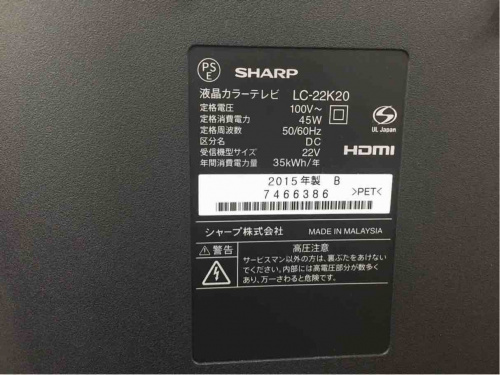 PS
E
SHARP
液晶カラーテレビ LC-22K20
定格電圧 100V~
定格消費電力 45W
定格周波数 50/60Hz
区分名 DC
受信機型サイズ 22V
年間消費電力量 35kWh/年
UL Japan
HDMI
2015年製 B
7466386
>PET<
シャープ株式会社 MADE IN MALAYSIA
警告
高圧注意
サービスマン以外の方は、裏ぶたをあけない
でください。内部には高電圧部分が数多く
あり、万一さわると危険です。